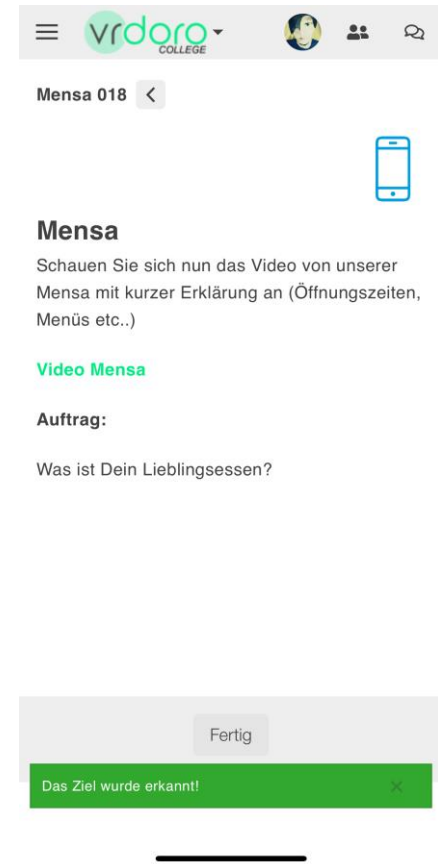 vrdoro
COLLEGE
Mensa 018
Mensa
Schauen Sie sich nun das Video von unserer
Mensa mit kurzer Erklärung an (Öffnungszeiten,
Menüs etc..)
Video Mensa
Auftrag:
Was ist Dein Lieblingsessen?
Fertig
Das Ziel wurde erkannt!